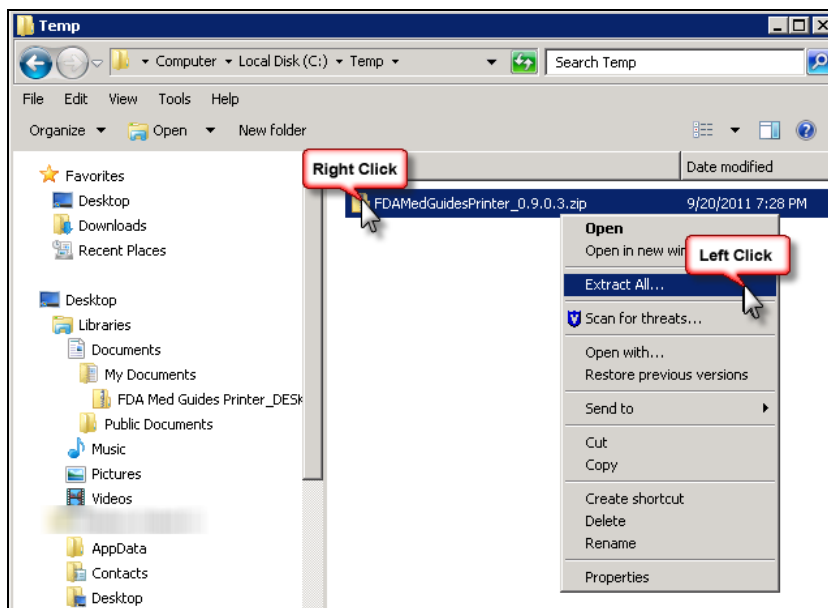 Temp
Computer Local Disk (C:) Temp
Search Temp
File Edit View Tools Help
Organize Open New folder
Right Click
Date modified
Favorites
Desktop
Downloads
Recent Places
FDAMedGuidesPrinter_0.9.0.3.zip 9/20/2011 7:28 PM
Open
Open in new
Left Click
Extract All...
Scan for threats...
Open with...
Restore previous versions
Send to
Cut
Copy
Create shortcut
Delete
Rename
Properties
Desktop
Libraries
Documents
My Documents
FDA Med Guides Printer_DESK
Public Documents
Music
Pictures
Videos
AppData
Contacts
Desktop